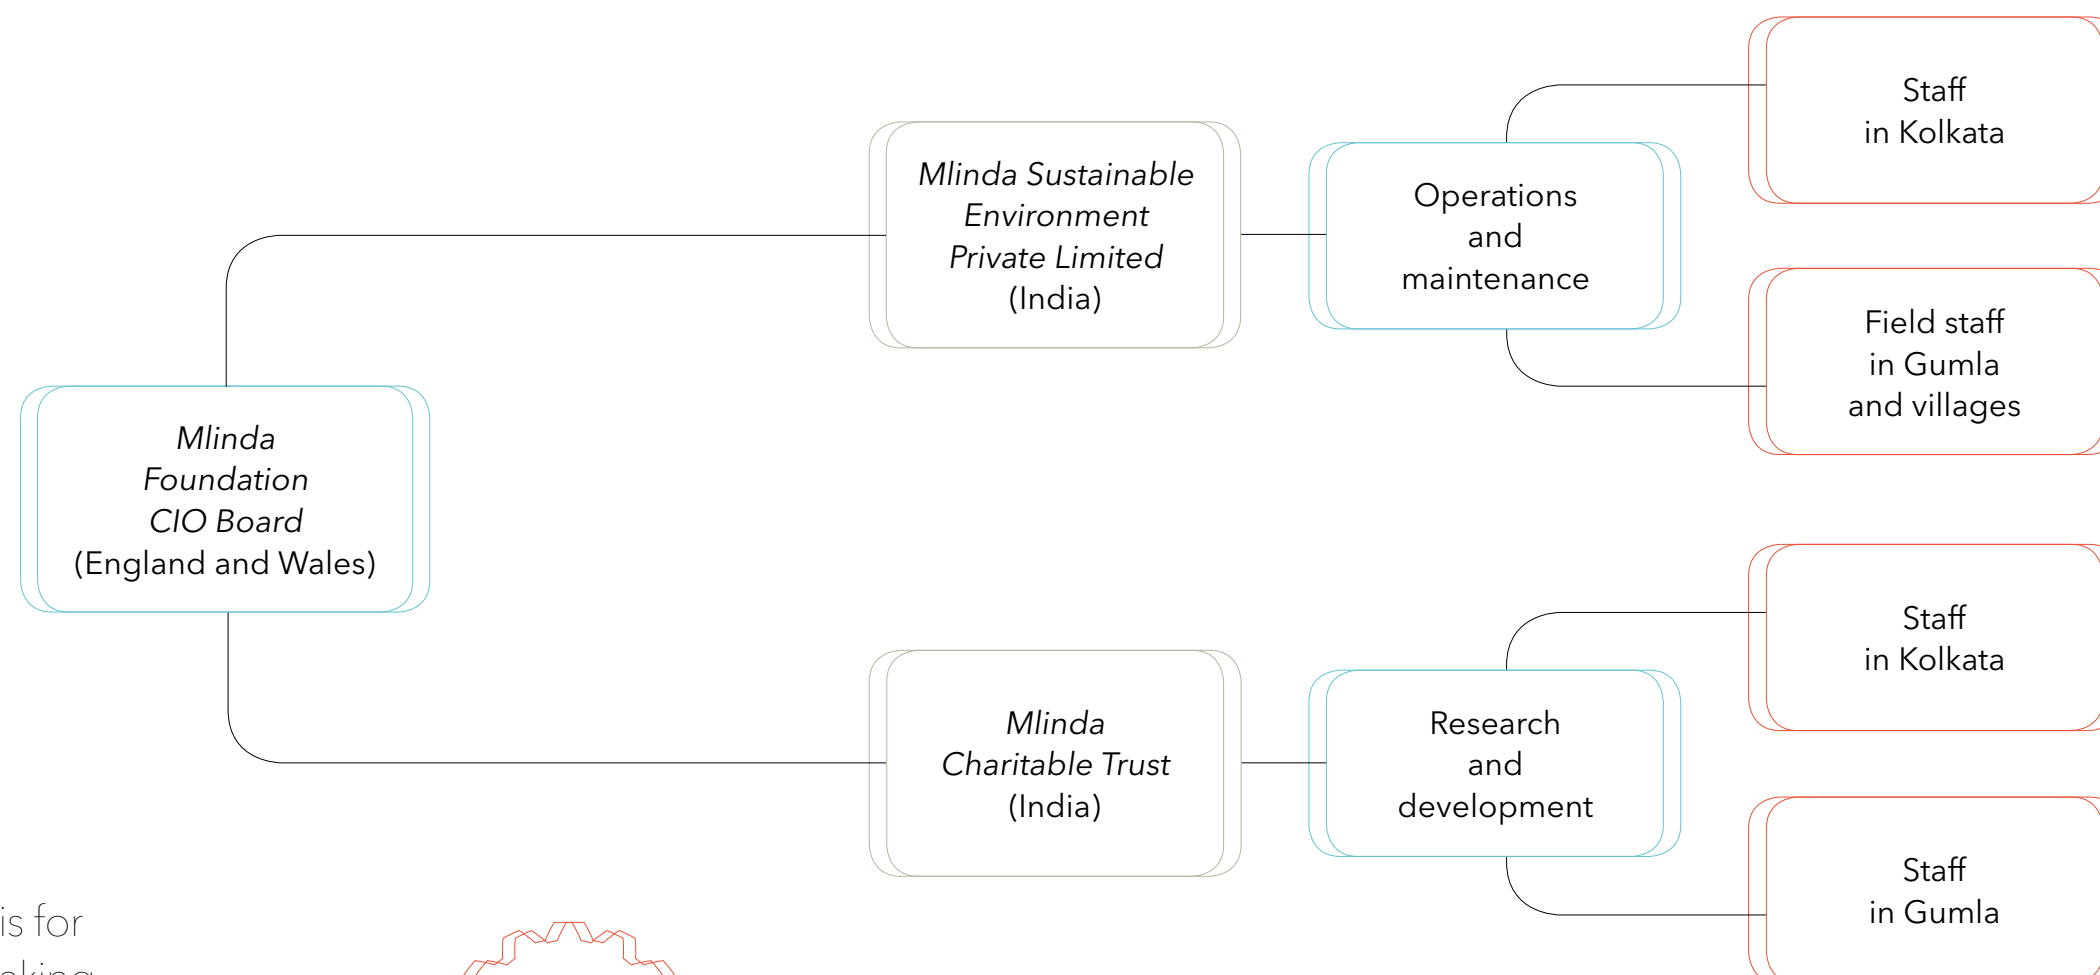 Mlinda
Foundation
CIO Board
(England and Wales)
Mlinda Sustainable
Environment
Private Limited
(India)
Operations
and
maintenance
Staff
in Kolkata
Field staff
in Gumla
and villages
Mlinda
Charitable Trust
(India)
Research
and
development
Staff
in Kolkata
Staff
in Gumla
is for